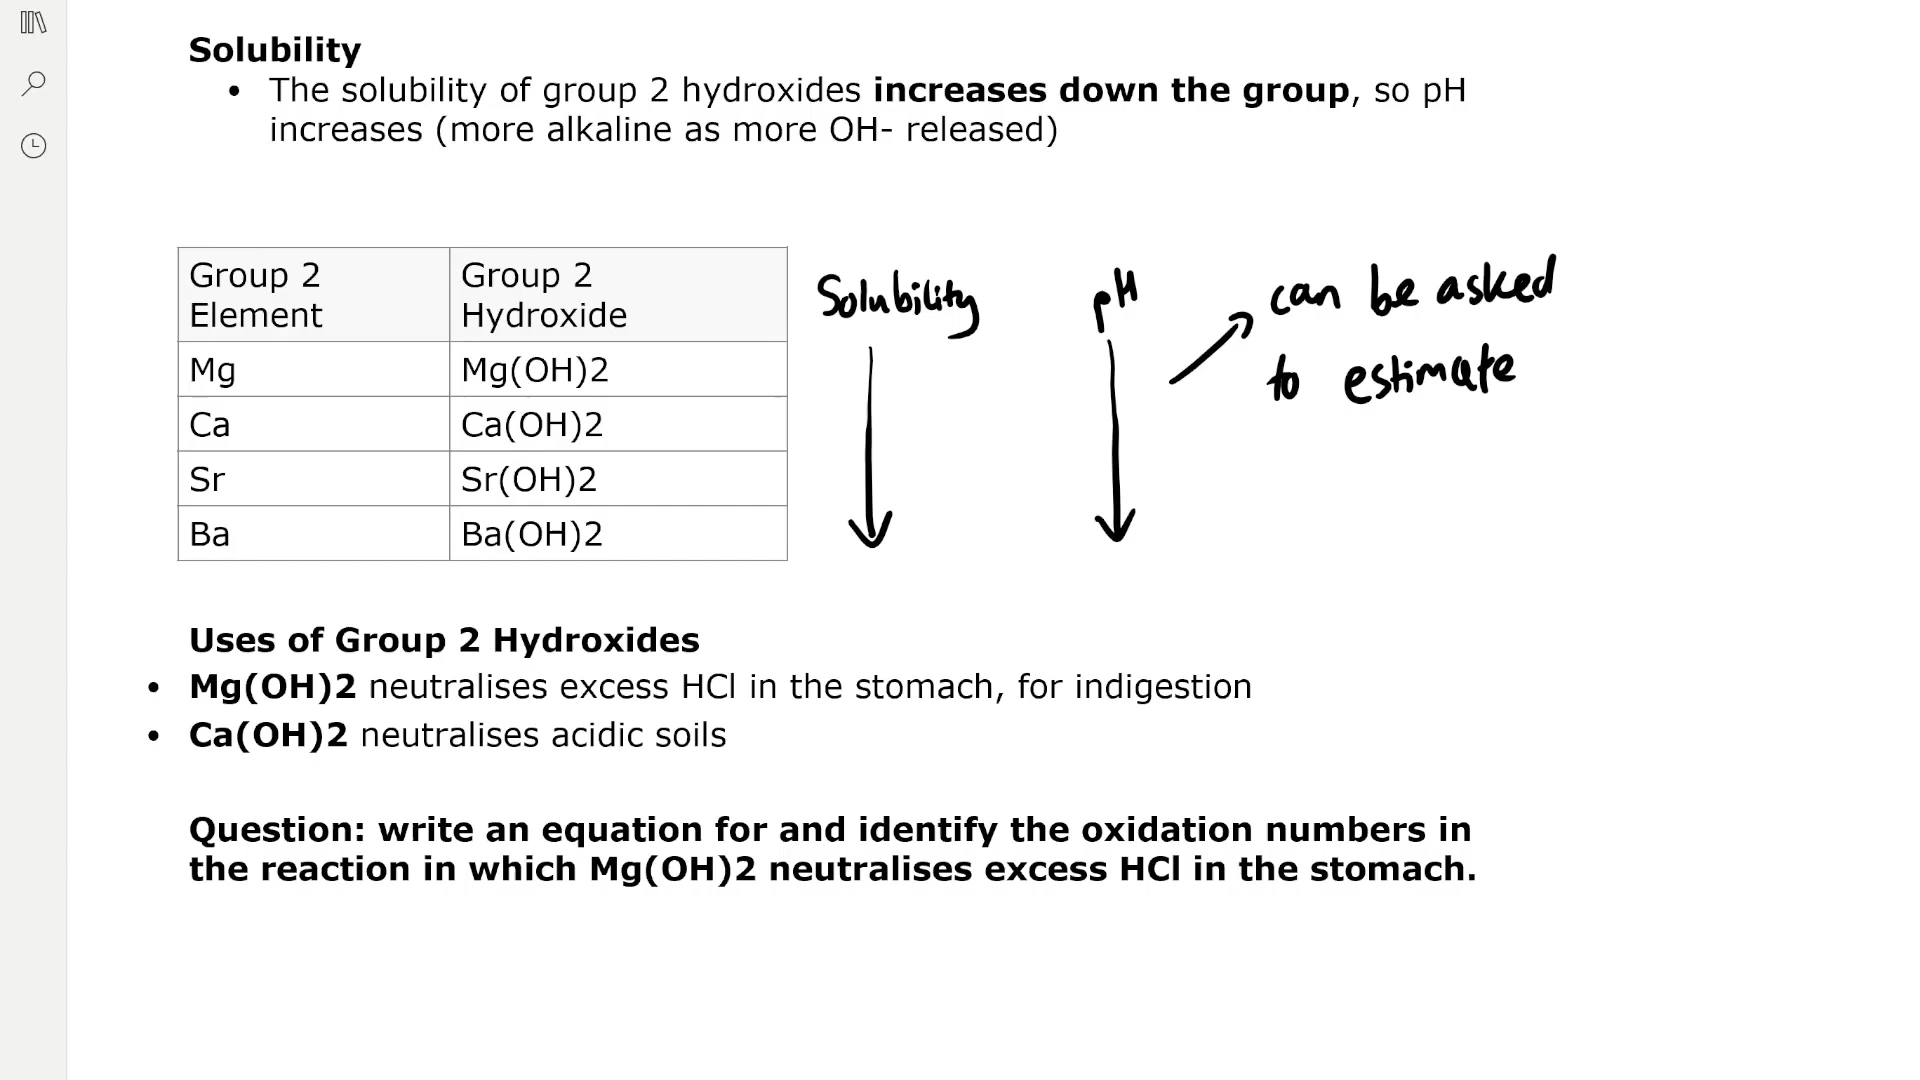 Solubility
• The solubility of group 2 hydroxides increases down the group, so pH
increases (more alkaline as more OH- released)
Group 2 Element Group 2 Hydroxide
Mg Mg(OH)2
Ca Ca(OH)2
Sr Sr(OH)2
Ba Ba(OH)2
Solubility
pH
can be asked
to estimate
Uses of Group 2 Hydroxides
• Mg(OH)2 neutralises excess HCl in the stomach, for indigestion
• Ca(OH)2 neutralises acidic soils
Question: write an equation for and identify the oxidation numbers in
the reaction in which Mg(OH)2 neutralises excess HCl in the stomach.